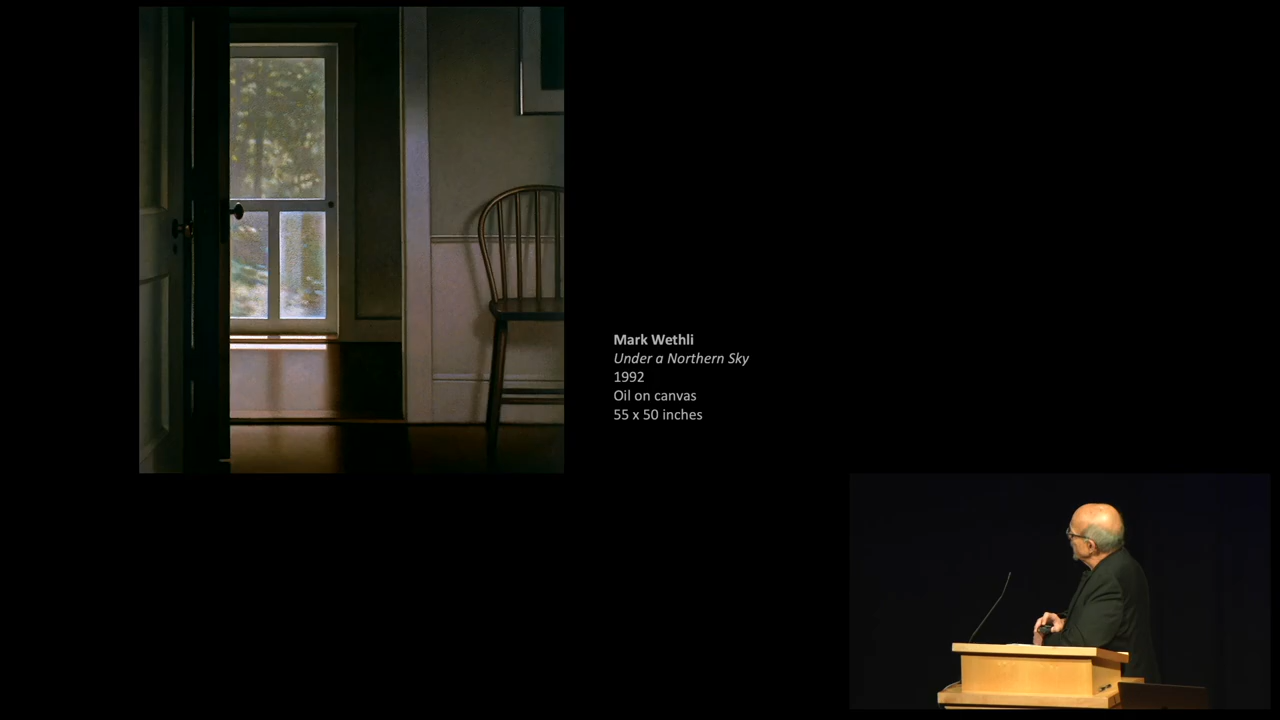 Mark Wethli
Under a Northern Sky
1992
Oil on canvas
55 x 50 inches